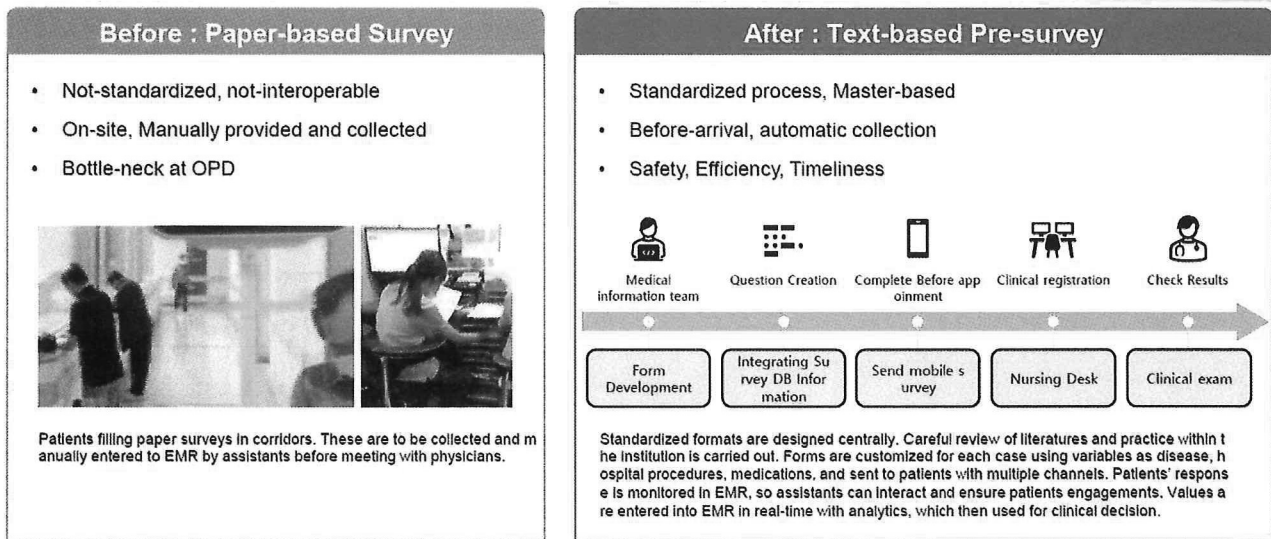 Before : Paper-based Survey
• Not-standardized, not-interoperable
• On-site, Manually provided and collected
• Bottle-neck at OPD
Patients filling paper surveys in corridors. These are to be collected and m
anually entered to EMR by assistants before meeting with physicians.
After : Text-based Pre-survey
• Standardized process, Master-based
• Before-arrival, automatic collection
• Safety, Efficiency, Timeliness
Medical
information team
Question Creation
Complete Before app
ointment
Clinical registration
Check Results
Form
Development
Integrating Su
rvey DB Infor
mation
Send mobile s
urvey
Nursing Desk
Clinical exam
Standardized formats are designed centrally. Careful review of literatures and practice within t
he institution is carried out. Forms are customized for each case using variables as disease, h
ospital procedures, medications, and sent to patients with multiple channels. Patients' respons
e is monitored in EMR, so assistants can interact and ensure patients engagements. Values a
re entered into EMR in real-time with analytics, which then used for clinical decision.